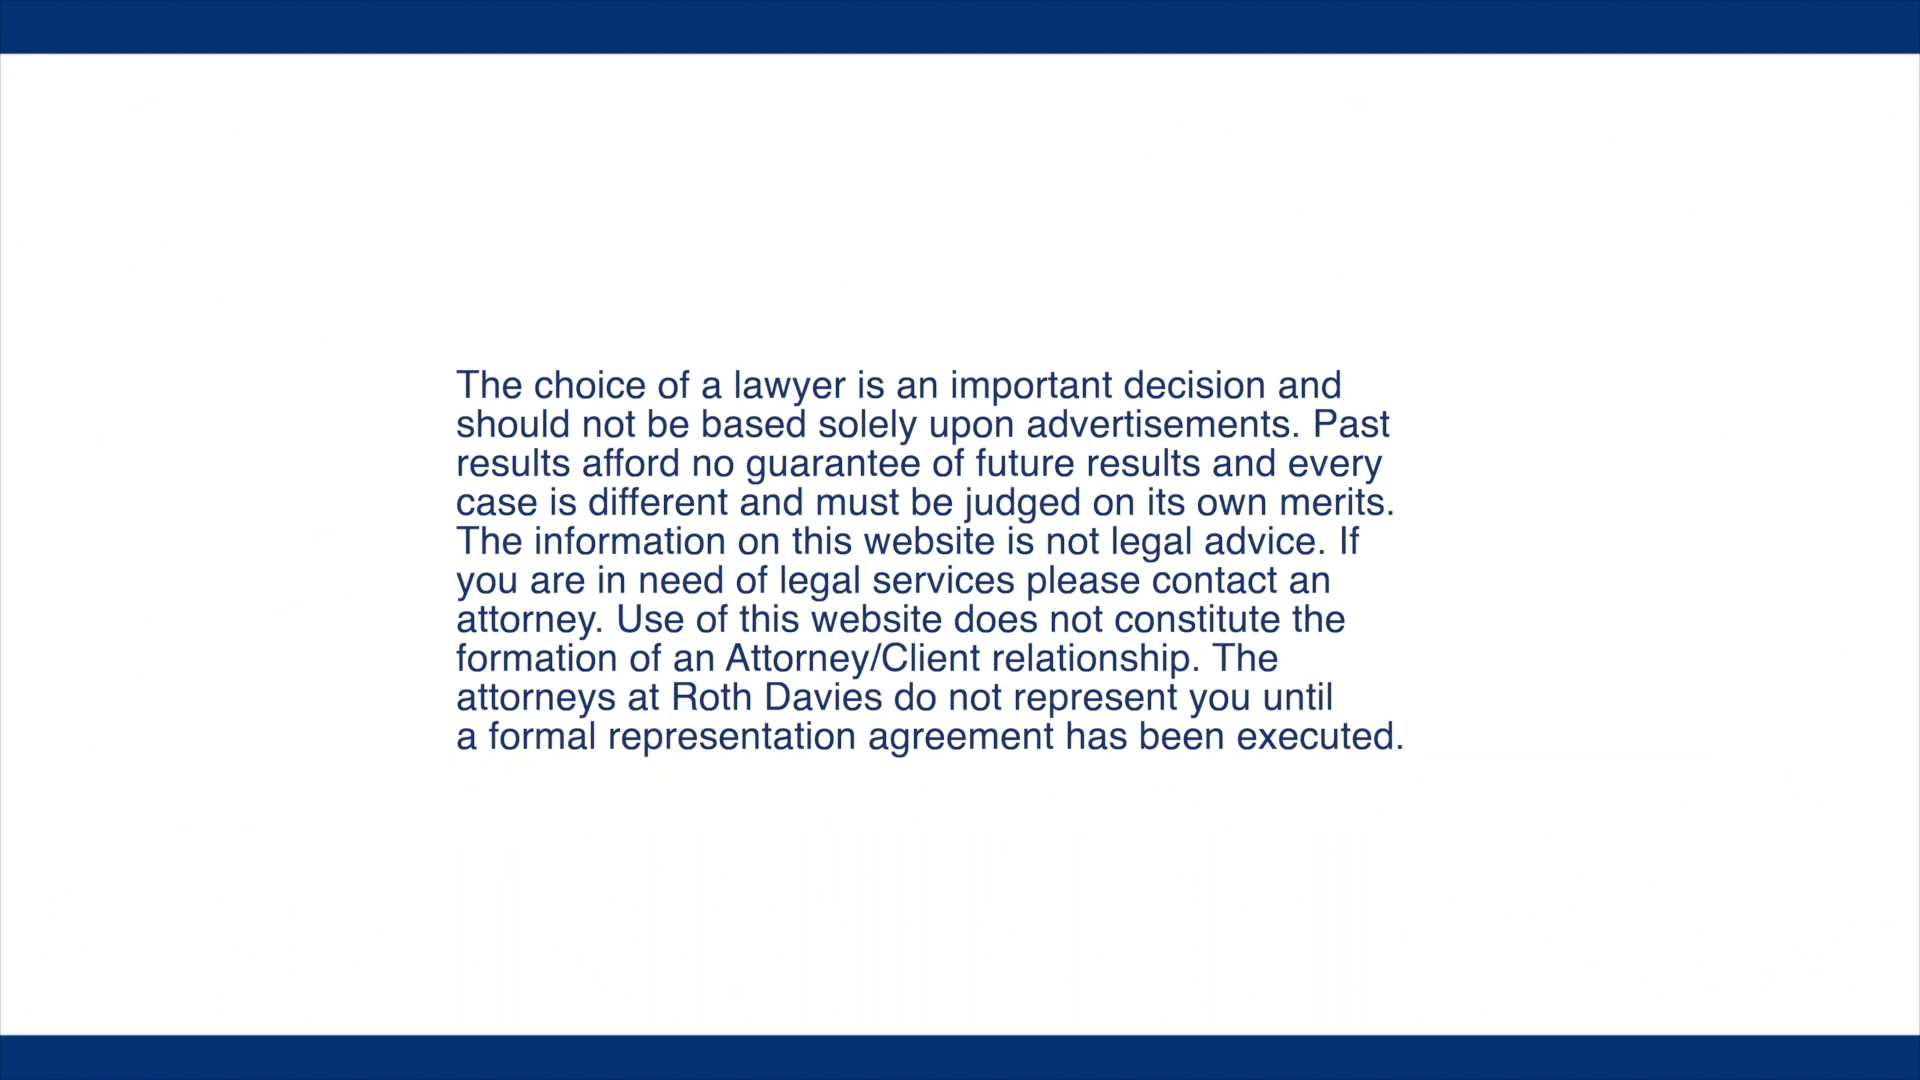 The choice of a lawyer is an important decision and
should not be based solely upon advertisements. Past
results afford no guarantee of future results and every
case is different and must be judged on its own merits.
The information on this website is not legal advice. If
you are in need of legal services please contact an
attorney. Use of this website does not constitute the
formation of an Attorney/Client relationship. The
attorneys at Roth Davies do not represent you until
a formal representation agreement has been executed.